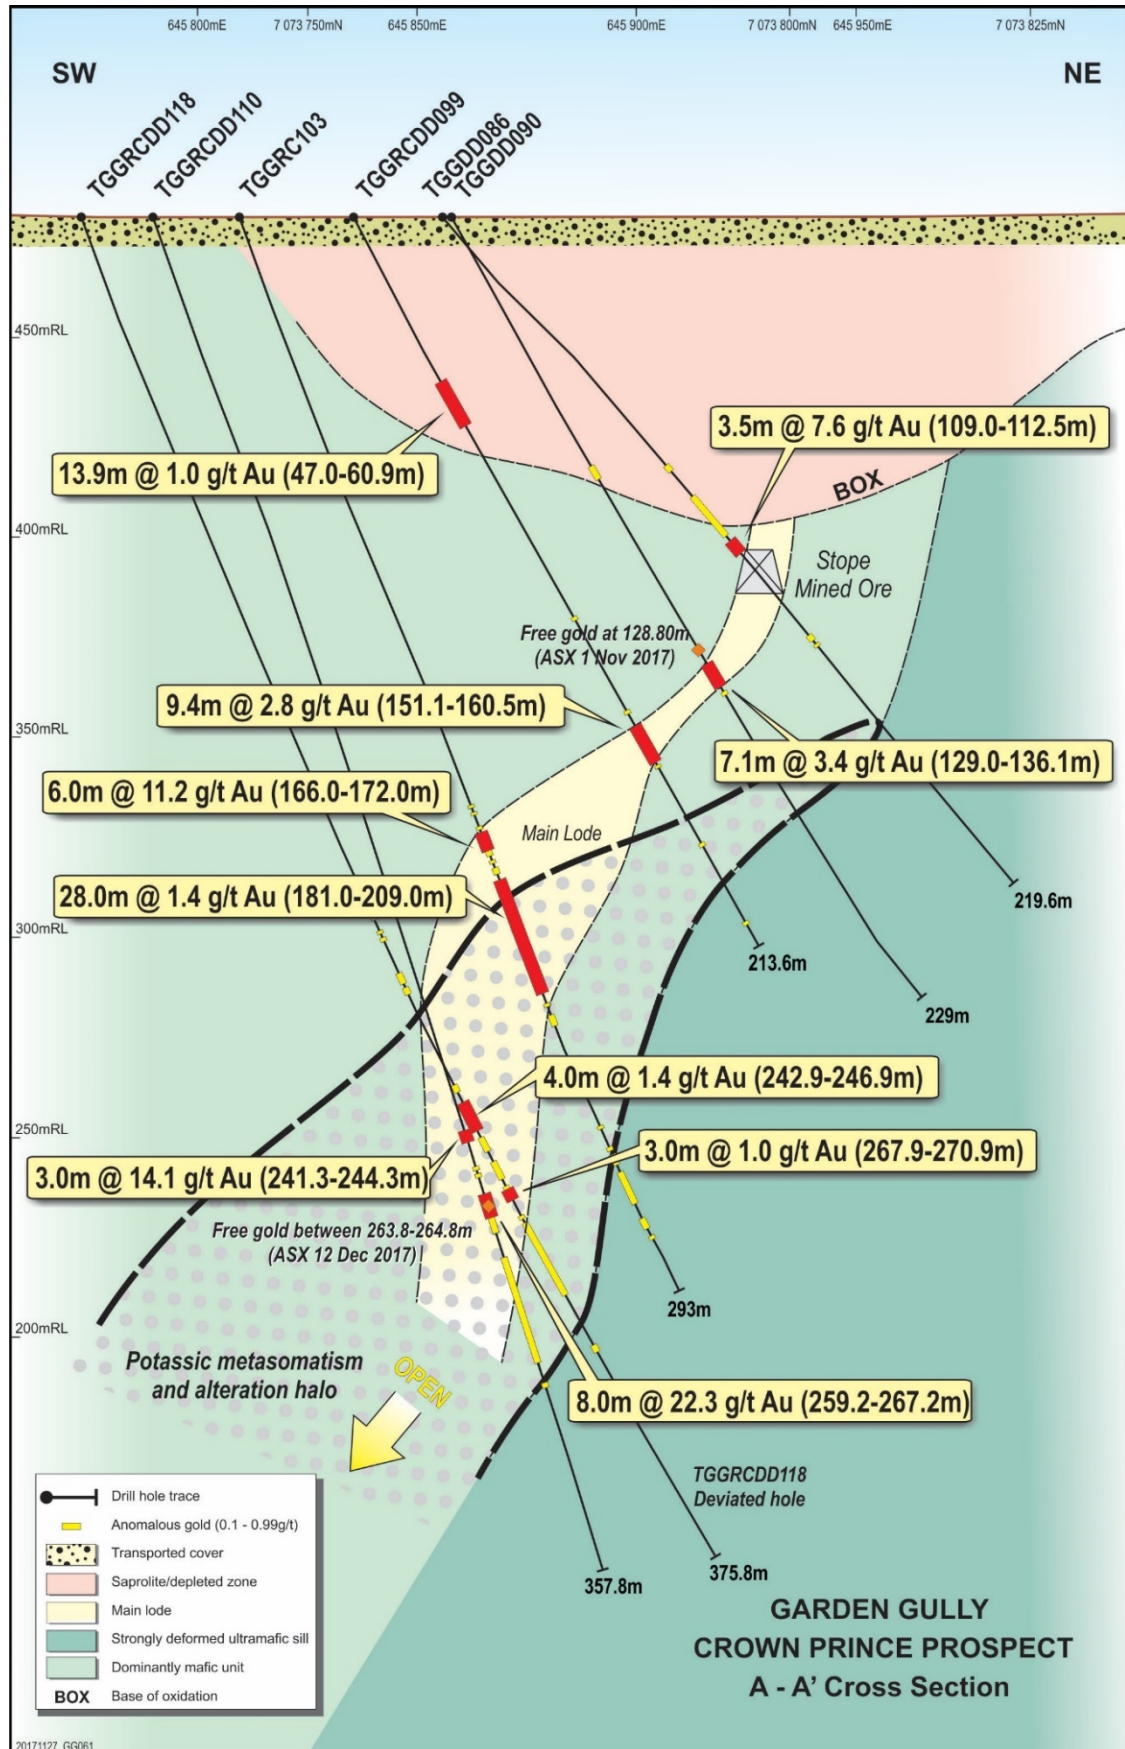 645 800mE
7 073 750mN
645 850mE
645 900mE
7 073 800mN
645 950mE
7 073 825mN
SW
NE
TGGRCDD118
TGGRCDD110
TGGRC103
TGGRCDD099
TGGDD086
TGGDD090
450mRL
3.5m @ 7.6 g/t Au (109.0-112.5m)
13.9m @ 1.0 g/t Au (47.0-60.9m)
BOX
400mRL
Stope
Mined Ore
Free gold at 128.80m
(ASX 1 Nov 2017)
9.4m @ 2.8 g/t Au (151.1-160.5m)
350mRL
7.1m @ 3.4 g/t Au (129.0-136.1m)
6.0m @ 11.2 g/t Au (166.0-172.0m)
Main Lode
28.0m @ 1.4 g/t Au (181.0-209.0m)
219.6m
300mRL
213.6m
229m
4.0m @ 1.4 g/t Au (242.9-246.9m)
250mRL
3.0m @ 1.0 g/t Au (267.9-270.9m)
3.0m @ 14.1 g/t Au (241.3-244.3m)
Free gold between 263.8-264.8m
(ASX 12 Dec 2017)
293m
200mRL
Potassic metasomatism
and alteration halo
OPEN
8.0m @ 22.3 g/t Au (259.2-267.2m)
TGGRCDD118
Deviated hole
357.8m
375.8m
Drill hole trace
Anomalous gold (0.1 - 0.99g/t)
Transported cover
Saprolite/depleted zone
Main lode
Strongly deformed ultramafic sill
Dominantly mafic unit
BOX Base of oxidation
GARDEN GULLY
CROWN PRINCE PROSPECT
A - A' Cross Section
20171127_GG061